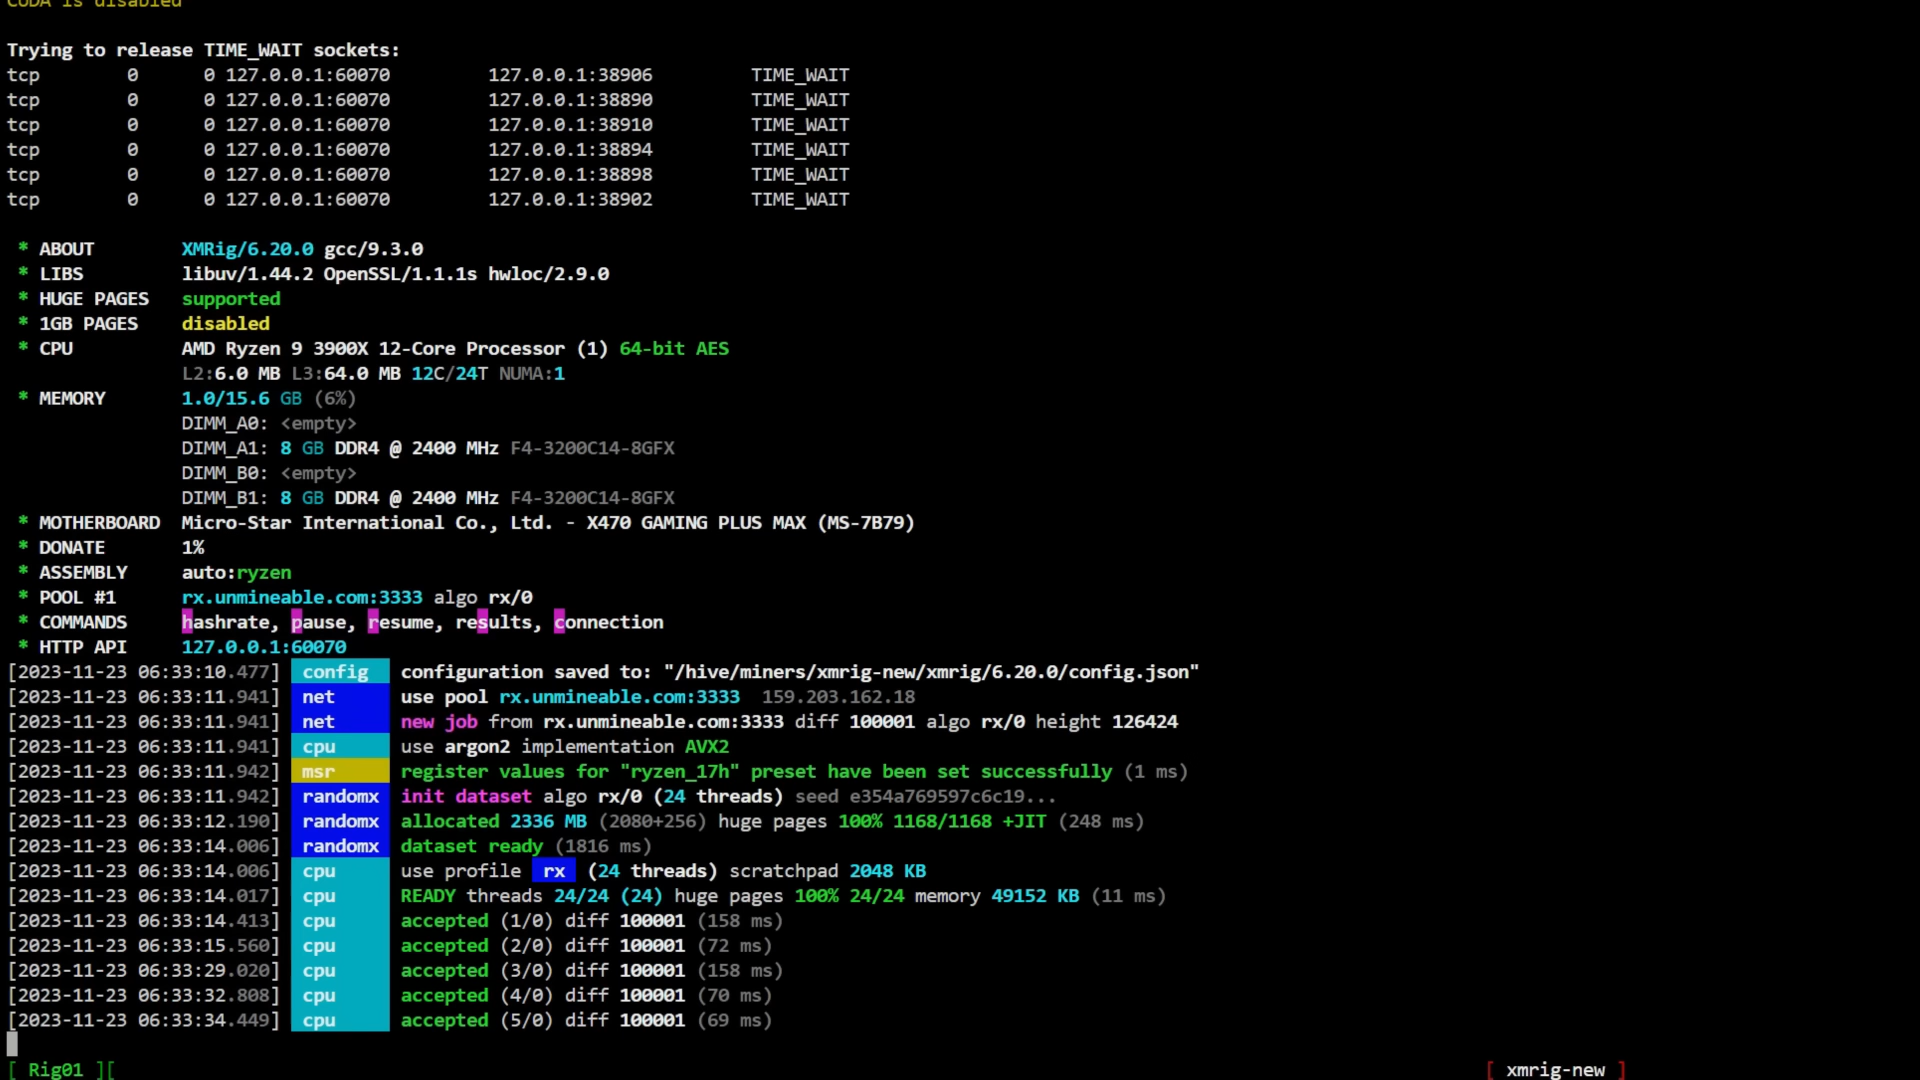 CUDA is disabled
Trying to release TIME_WAIT sockets:
tcp 0 0 127.0.0.1:60070 127.0.0.1:38906 TIME_WAIT
tcp 0 0 127.0.0.1:60070 127.0.0.1:38890 TIME_WAIT
tcp 0 0 127.0.0.1:60070 127.0.0.1:38910 TIME_WAIT
tcp 0 0 127.0.0.1:60070 127.0.0.1:38894 TIME_WAIT
tcp 0 0 127.0.0.1:60070 127.0.0.1:38898 TIME_WAIT
tcp 0 0 127.0.0.1:60070 127.0.0.1:38902 TIME_WAIT
* ABOUT XMRig/6.20.0 gcc/9.3.0
* LIBS libuv/1.44.2 OpenSSL/1.1.1s hwloc/2.9.0
* HUGE PAGES supported
* 1GB PAGES disabled
* CPU AMD Ryzen 9 3900X 12-Core Processor (1) 64-bit AES
L2:6.0 MB L3:64.0 MB 12C/24T NUMA:1
* MEMORY 1.0/15.6 GB (6%)
DIMM_A0: <empty>
DIMM_A1: 8 GB DDR4 @ 2400 MHz F4-3200C14-8GFX
DIMM_B0: <empty>
DIMM_B1: 8 GB DDR4 @ 2400 MHz F4-3200C14-8GFX
* MOTHERBOARD Micro-Star International Co., Ltd. - X470 GAMING PLUS MAX (MS-7B79)
* DONATE 1%
* ASSEMBLY auto:ryzen
* POOL #1 rx.unmineable.com:3333 algo rx/0
* COMMANDS hashrate, pause, resume, results, connection
* HTTP API 127.0.0.1:60070
[2023-11-23 06:33:10.477] config configuration saved to: "/hive/miners/xmrig-new/xmrig/6.20.0/config.json"
[2023-11-23 06:33:11.941] net use pool rx.unmineable.com:3333 159.203.162.18
[2023-11-23 06:33:11.941] net new job from rx.unmineable.com:3333 diff 100001 algo rx/0 height 126424
[2023-11-23 06:33:11.941] cpu use argon2 implementation AVX2
[2023-11-23 06:33:11.942] msr register values for "ryzen_17h" preset have been set successfully (1 ms)
[2023-11-23 06:33:11.942] randomx init dataset algo rx/0 (24 threads) seed e354a769597c6c19...
[2023-11-23 06:33:12.190] randomx allocated 2336 MB (2080+256) huge pages 100% 1168/1168 +JIT (248 ms)
[2023-11-23 06:33:14.006] randomx dataset ready (1816 ms)
[2023-11-23 06:33:14.006] cpu use profile rx (24 threads) scratchpad 2048 KB
[2023-11-23 06:33:14.017] cpu READY threads 24/24 (24) huge pages 100% 24/24 memory 49152 KB (11 ms)
[2023-11-23 06:33:14.413] cpu accepted (1/0) diff 100001 (158 ms)
[2023-11-23 06:33:15.560] cpu accepted (2/0) diff 100001 (72 ms)
[2023-11-23 06:33:29.020] cpu accepted (3/0) diff 100001 (158 ms)
[2023-11-23 06:33:32.808] cpu accepted (4/0) diff 100001 (70 ms)
[2023-11-23 06:33:34.449] cpu accepted (5/0) diff 100001 (69 ms)
[ Rig01 ][ [ xmrig-new ]